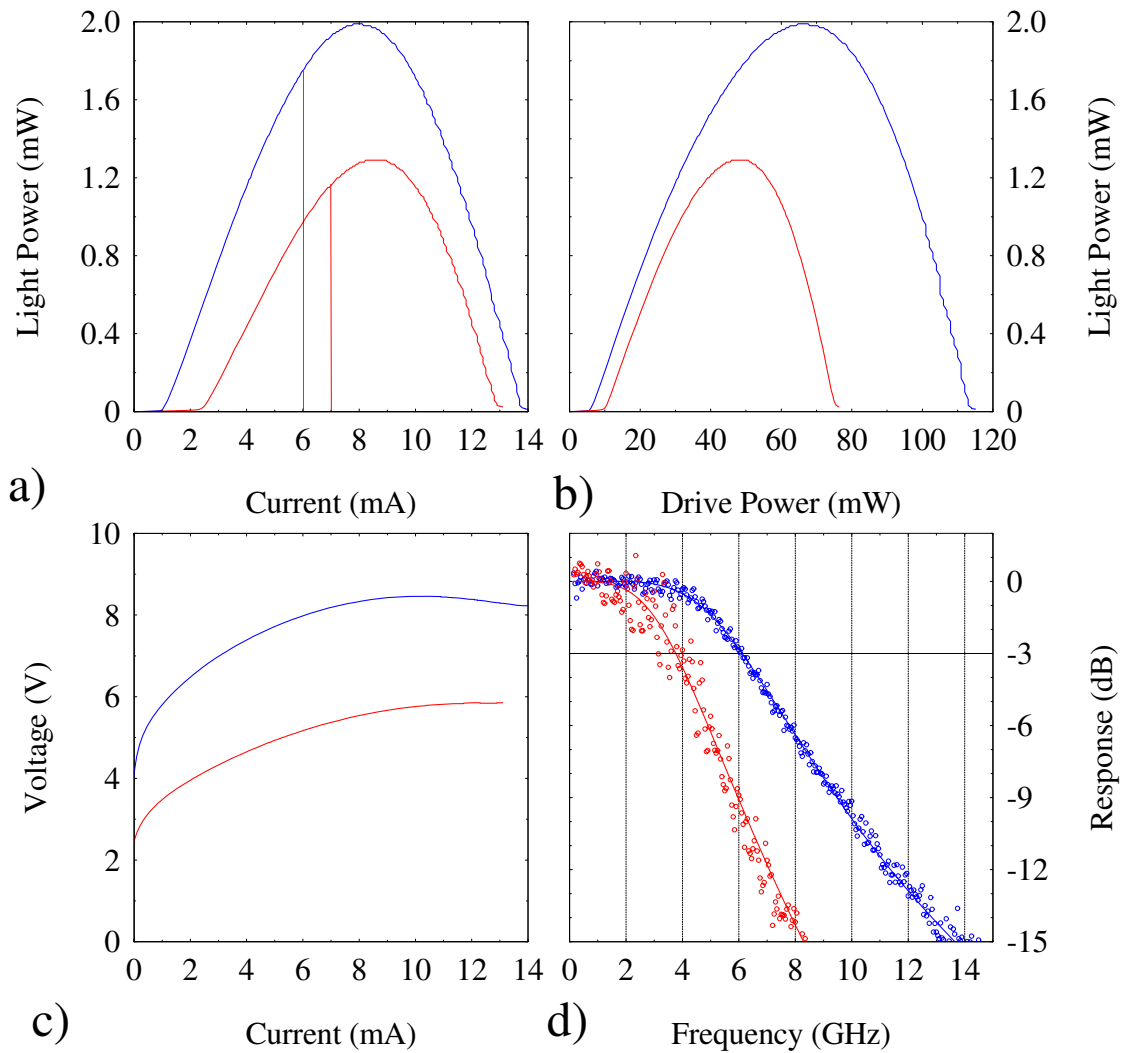 2.0
1.6
1.2
0.8
0.4
0
Light Power (mW)
0 2 4 6 8 10 12 14
a)
Current (mA)
2.0
1.6
1.2
0.8
0.4
0
Light Power (mW)
0 20 40 60 80 100 120
b)
Drive Power (mW)
10
8
6
4
2
0
Voltage (V)
0 2 4 6 8 10 12 14
c)
Current (mA)
0
-3
-6
-9
-12
-15
Response (dB)
0 2 4 6 8 10 12 14
d)
Frequency (GHz)